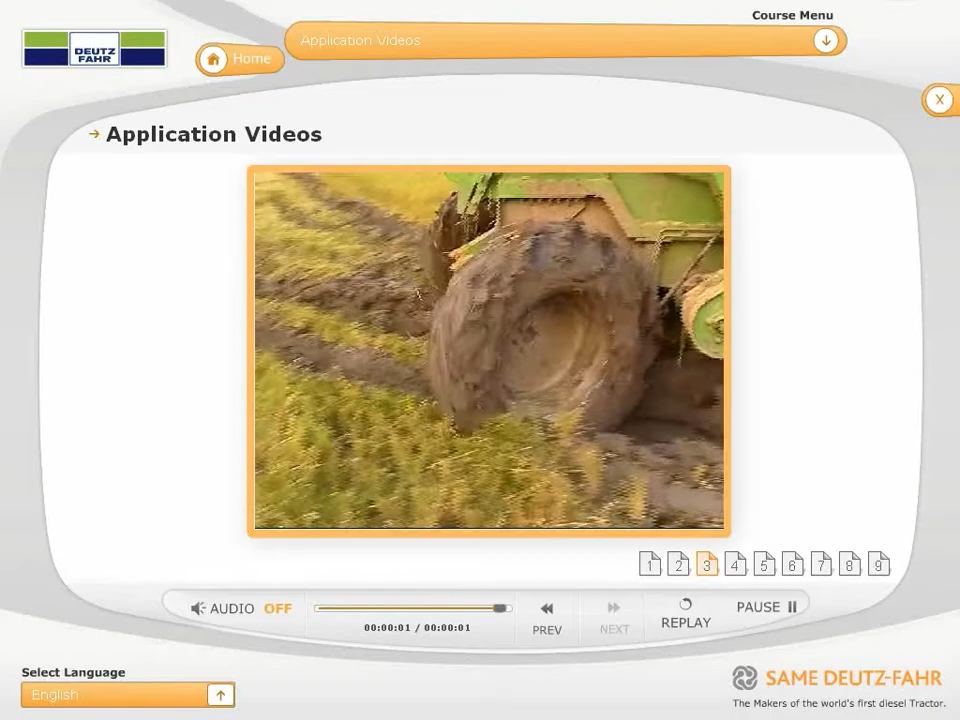 Course Menu
DEUTZ
FAHR
Home
Application Videos
X
Application Videos
1 2 3 4 5 6 7 8 9
AUDIO OFF
00:00:01 / 00:00:01
PREV
NEXT
REPLAY
PAUSE
Select Language
English
SAME DEUTZ-FAHR
The Makers of the world's first diesel Tractor.